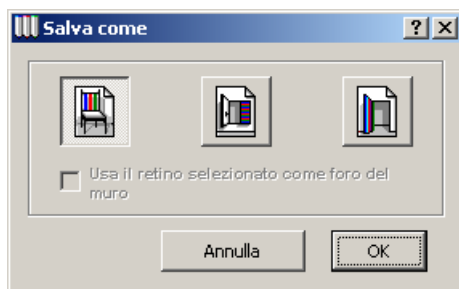 Salva come
Usa il retino selezionato come foro del
muro
Annulla
OK